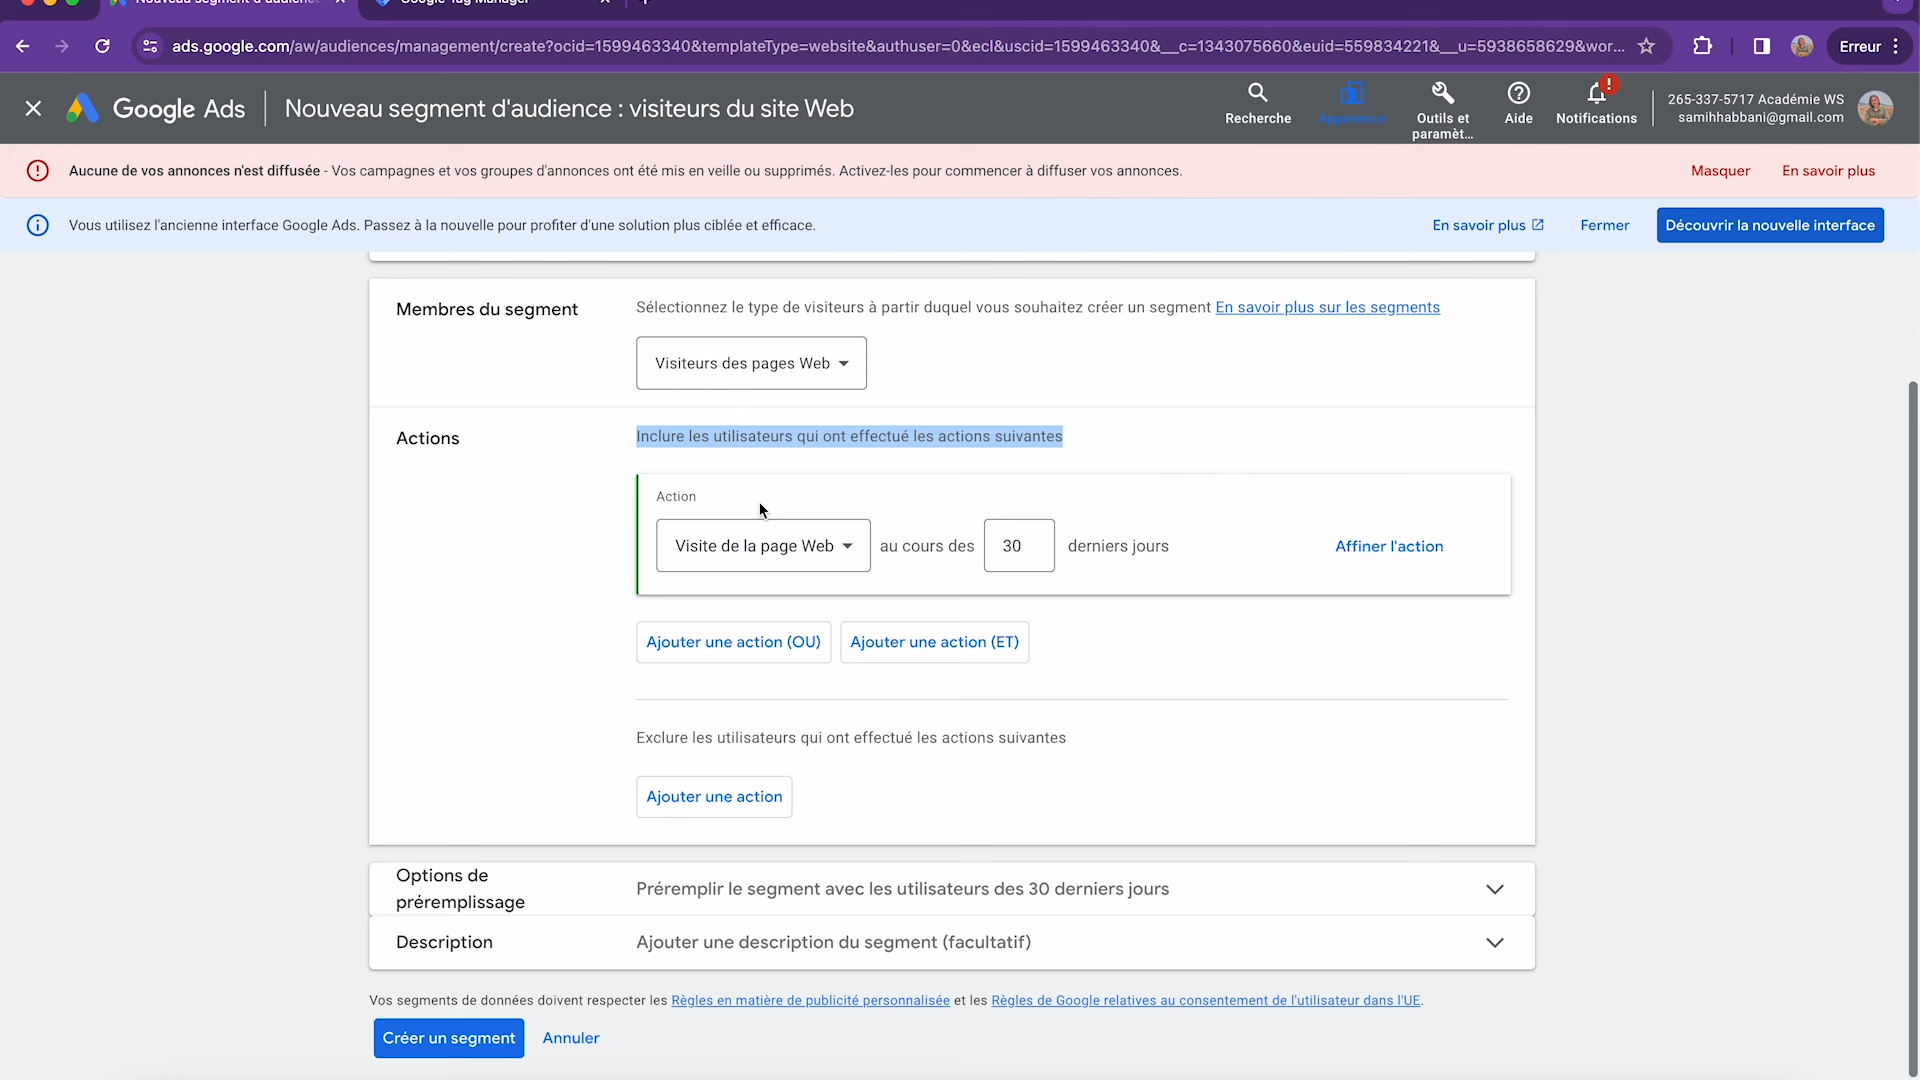 Nouveau segment d'audience
Google Tag Manager
ads.google.com/aw/audiences/management/create?ocid=1599463340&templateType=website&authuser=0&ecl&uscid=1599463340&__c=1343075660&euid=559834221&__u=5938658629&wor...
Erreur
Google Ads
Nouveau segment d'audience : visiteurs du site Web
Recherche
Apparence
Outils et
paramèt...
Aide
Notifications
265-337-5717 Académie WS
samihhabbani@gmail.com
Aucune de vos annonces n'est diffusée - Vos campagnes et vos groupes d'annonces ont été mis en veille ou supprimés. Activez-les pour commencer à diffuser vos annonces.
Masquer
En savoir plus
Vous utilisez l'ancienne interface Google Ads. Passez à la nouvelle pour profiter d'une solution plus ciblée et efficace.
En savoir plus
Fermer
Découvrir la nouvelle interface
Membres du segment
Sélectionnez le type de visiteurs à partir duquel vous souhaitez créer un segment En savoir plus sur les segments
Visiteurs des pages Web
Actions
Inclure les utilisateurs qui ont effectué les actions suivantes
Action
Visite de la page Web
au cours des
30
derniers jours
Affiner l'action
Ajouter une action (OU)
Ajouter une action (ET)
Exclure les utilisateurs qui ont effectué les actions suivantes
Ajouter une action
Options de
préremplissage
Préremplir le segment avec les utilisateurs des 30 derniers jours
Description
Ajouter une description du segment (facultatif)
Vos segments de données doivent respecter les Règles en matière de publicité personnalisée et les Règles de Google relatives au consentement de l'utilisateur dans l'UE.
Créer un segment
Annuler